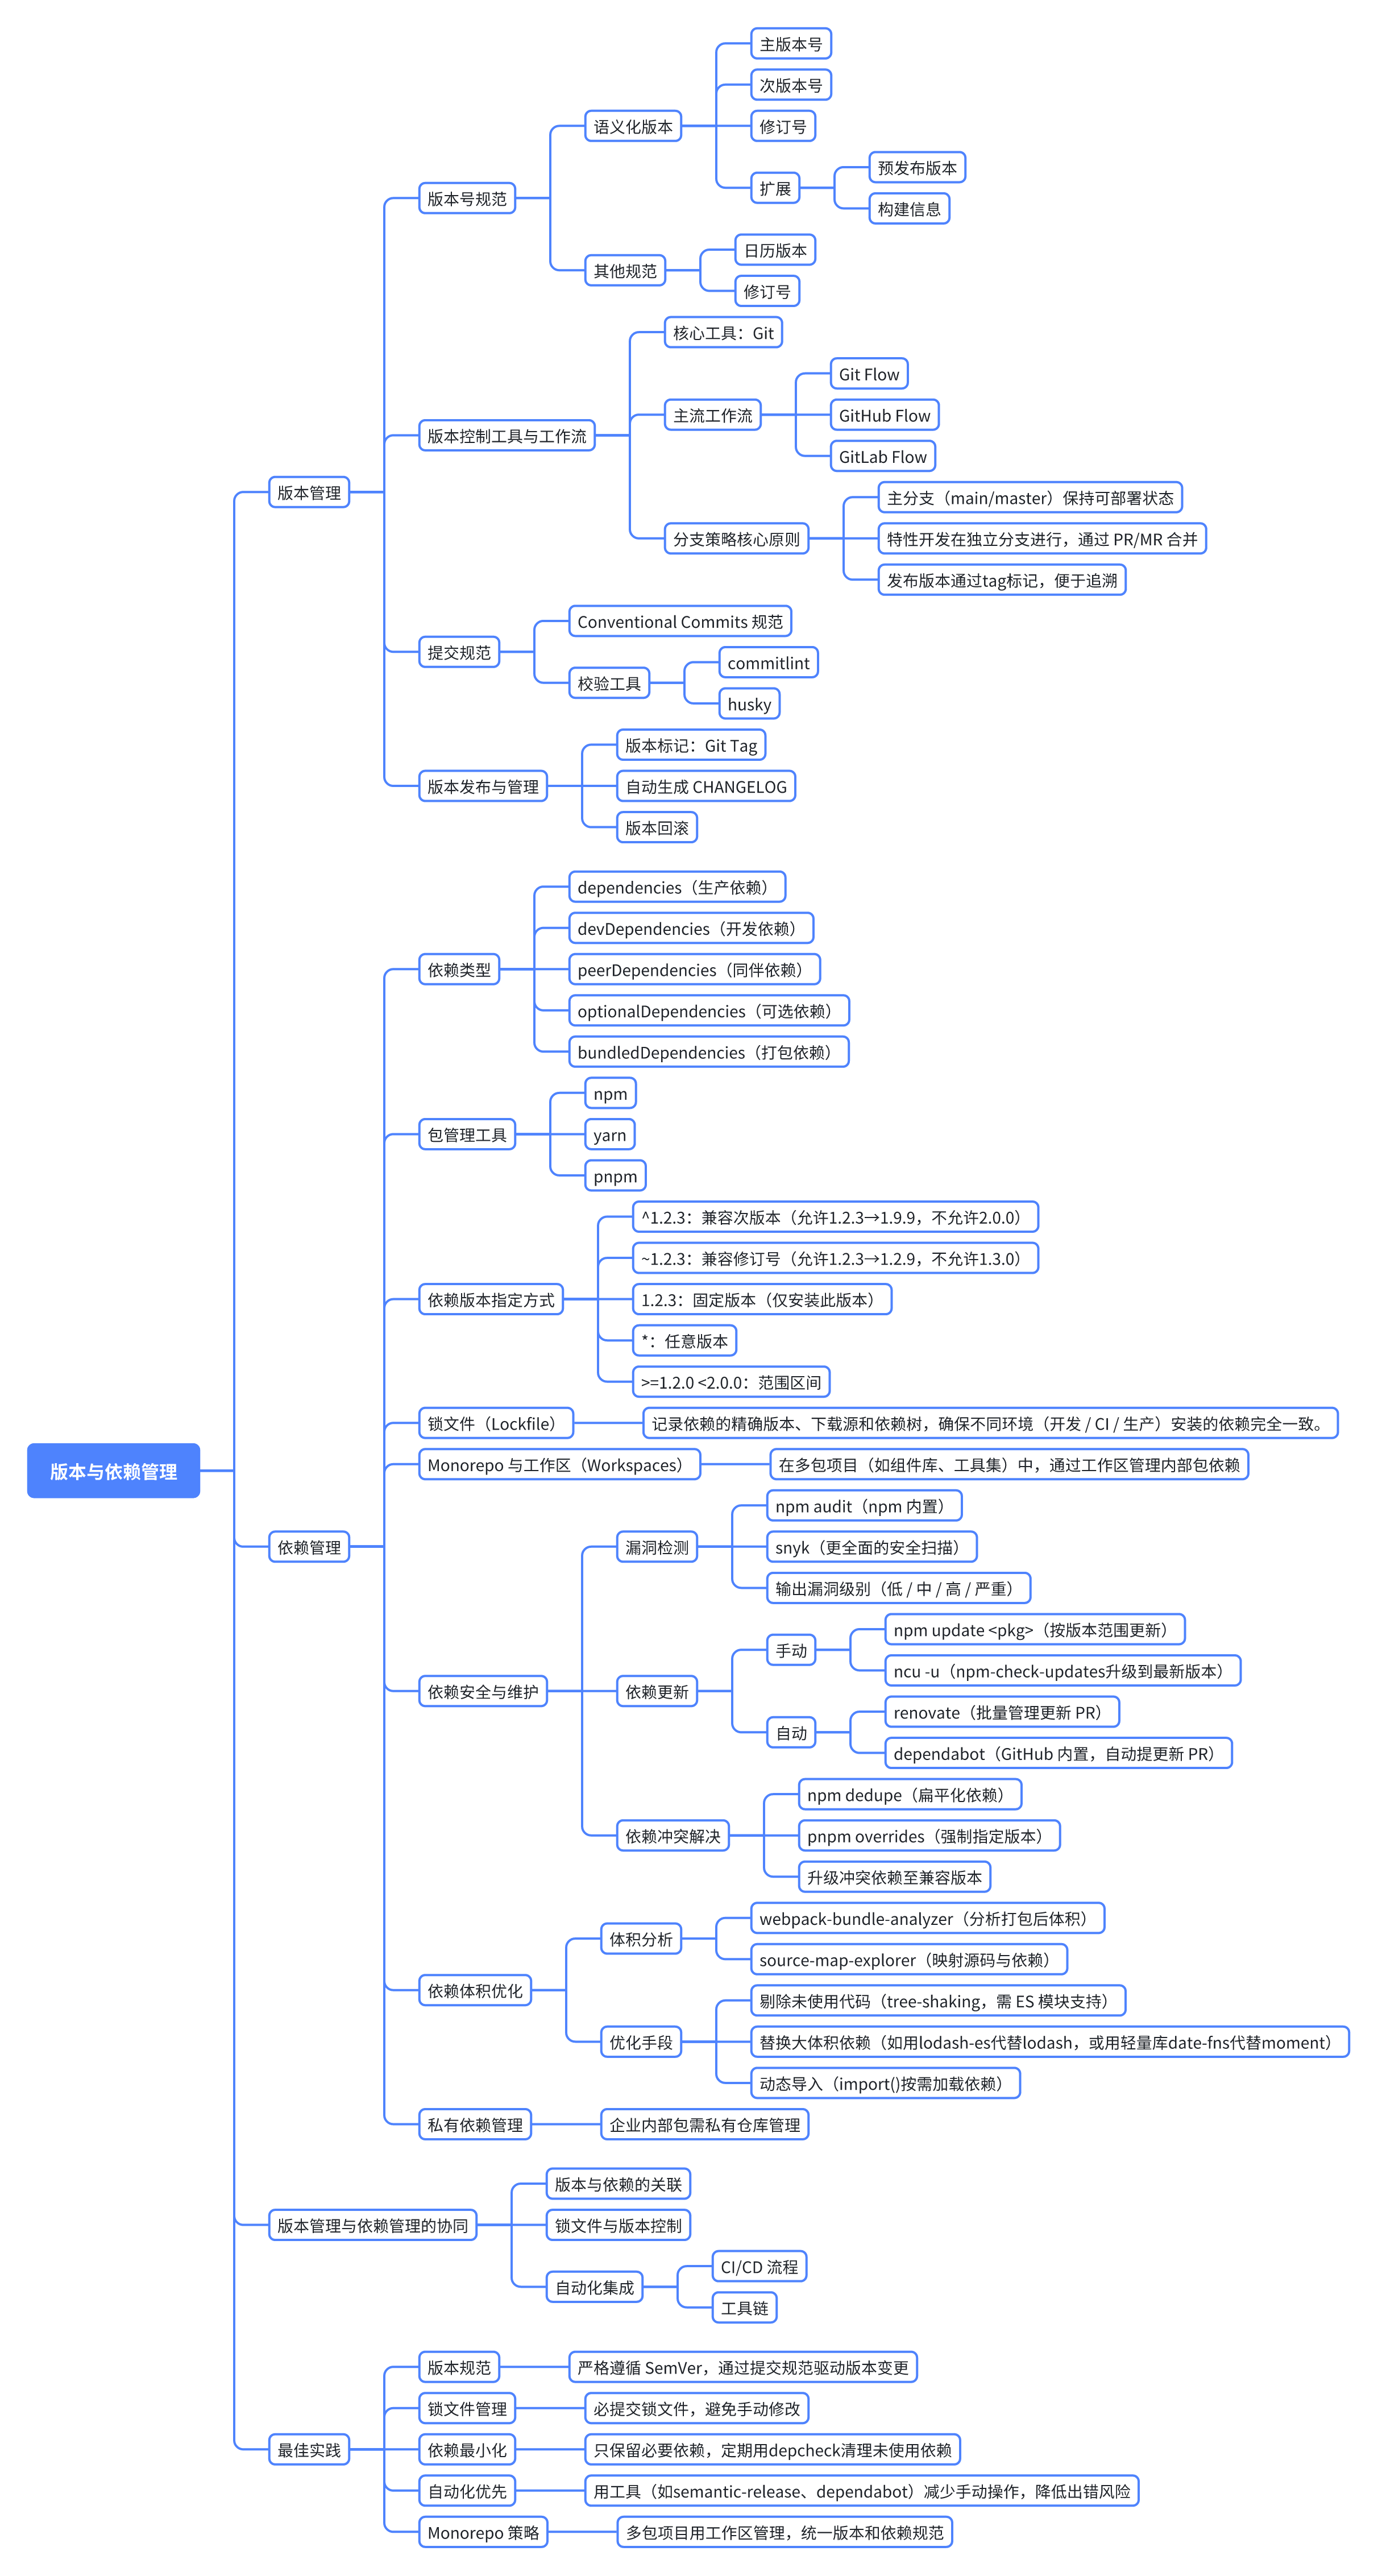 版本与依赖管理
版本管理
版本号规范
语义化版本
主版本号
次版本号
修订号
扩展
预发布版本
构建信息
其他规范
日历版本
修订号
版本控制工具与工作流
核心工具：Git
主流工作流
Git Flow
GitHub Flow
GitLab Flow
分支策略核心原则
主分支（main/master）保持可部署状态
特性开发在独立分支进行，通过 PR/MR 合并
发布版本通过tag标记，便于追溯
提交规范
Conventional Commits 规范
校验工具
commitlint
husky
版本发布与管理
版本标记：Git Tag
自动生成 CHANGELOG
版本回滚
依赖管理
依赖类型
dependencies（生产依赖）
devDependencies（开发依赖）
peerDependencies（同伴依赖）
optionalDependencies（可选依赖）
bundledDependencies（打包依赖）
包管理工具
npm
yarn
pnpm
依赖版本指定方式
^1.2.3：兼容次版本（允许1.2.3→1.9.9，不允许2.0.0）
~1.2.3：兼容修订号（允许1.2.3→1.2.9，不允许1.3.0）
1.2.3：固定版本（仅安装此版本）
*：任意版本
>=1.2.0 <2.0.0：范围区间
锁文件（Lockfile）
记录依赖的精确版本、下载源和依赖树，确保不同环境（开发 / CI / 生产）安装的依赖完全一致。
Monorepo 与工作区（Workspaces）
在多包项目（如组件库、工具集）中，通过工作区管理内部包依赖
依赖安全与维护
漏洞检测
npm audit（npm 内置）
snyk（更全面的安全扫描）
输出漏洞级别（低 / 中 / 高 / 严重）
依赖更新
手动
npm update <pkg>（按版本范围更新）
ncu -u（npm-check-updates升级到最新版本）
自动
renovate（批量管理更新 PR）
dependabot（GitHub 内置，自动提更新 PR）
依赖冲突解决
npm dedupe（扁平化依赖）
pnpm overrides（强制指定版本）
升级冲突依赖至兼容版本
依赖体积优化
体积分析
webpack-bundle-analyzer（分析打包后体积）
source-map-explorer（映射源码与依赖）
优化手段
剔除未使用代码（tree-shaking，需 ES 模块支持）
替换大体积依赖（如用lodash-es代替lodash，或用轻量库date-fns代替moment）
动态导入（import()按需加载依赖）
私有依赖管理
企业内部包需私有仓库管理
版本管理与依赖管理的协同
版本与依赖的关联
锁文件与版本控制
自动化集成
CI/CD 流程
工具链
最佳实践
版本规范
严格遵循 SemVer，通过提交规范驱动版本变更
锁文件管理
必提交锁文件，避免手动修改
依赖最小化
只保留必要依赖，定期用depcheck清理未使用依赖
自动化优先
用工具（如semantic-release、dependabot）减少手动操作，降低出错风险
Monorepo 策略
多包项目用工作区管理，统一版本和依赖规范